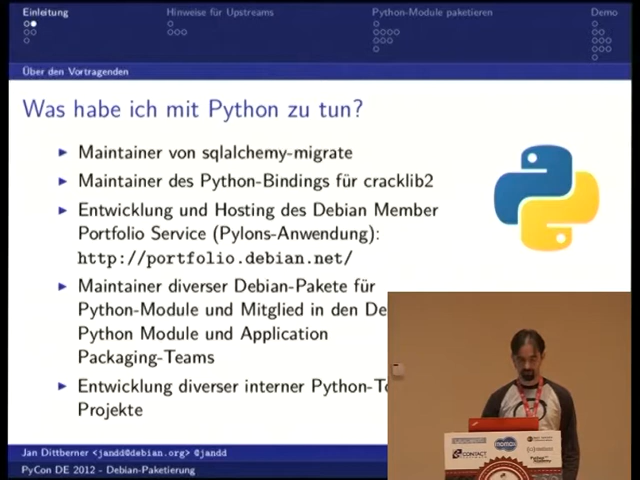 Einleitung
Hinweise für Upstreams
Python-Module paketieren
Demo
Über den Vortragenden
Was habe ich mit Python zu tun?
Maintainer von sqlalchemy-migrate
Maintainer des Python-Bindings für cracklib2
Entwicklung und Hosting des Debian Member
Portfolio Service (Pylons-Anwendung):
http://portfolio.debian.net/
Maintainer diverser Debian-Pakete für
Python-Module und Mitglied in den De
Python Module und Application
Packaging-Teams
Entwicklung diverser interner Python-To
Projekte
Jan Dittberner <jandd@debian.org> @jandd
PyCon DE 2012 - Debian-Paketierung
CONTACT
Python Academy